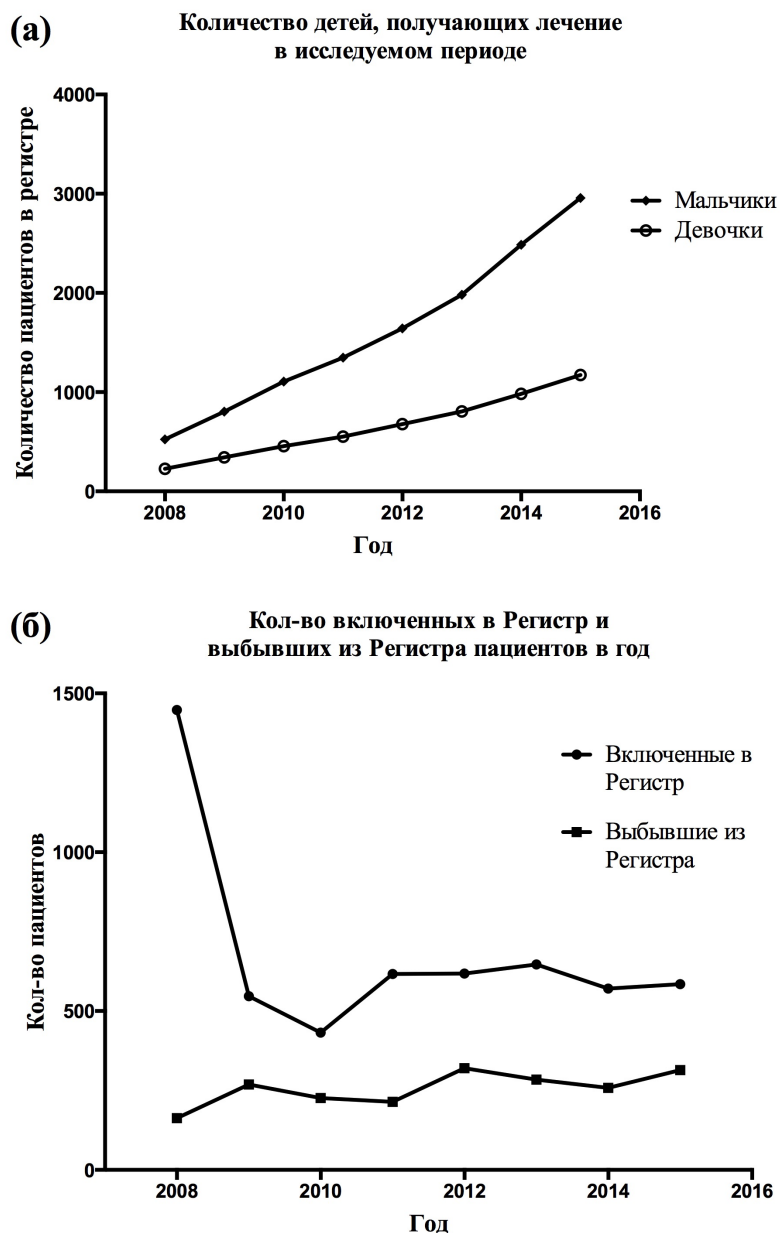 (а)
Количество детей, получающих лечение
в исследуемом периоде
Количество пациентов в регистре
4000
3000
2000
1000
0
2008
2010
2012
2014
2016
Год
Мальчики
Девочки
(б)
Кол-во включенных в Регистр и
выбывших из Регистра пациентов в год
Кол-во пациентов
1500
1000
500
0
2008
2010
2012
2014
2016
Год
Включенные в
Регистр
Выбывшие из
Регистра